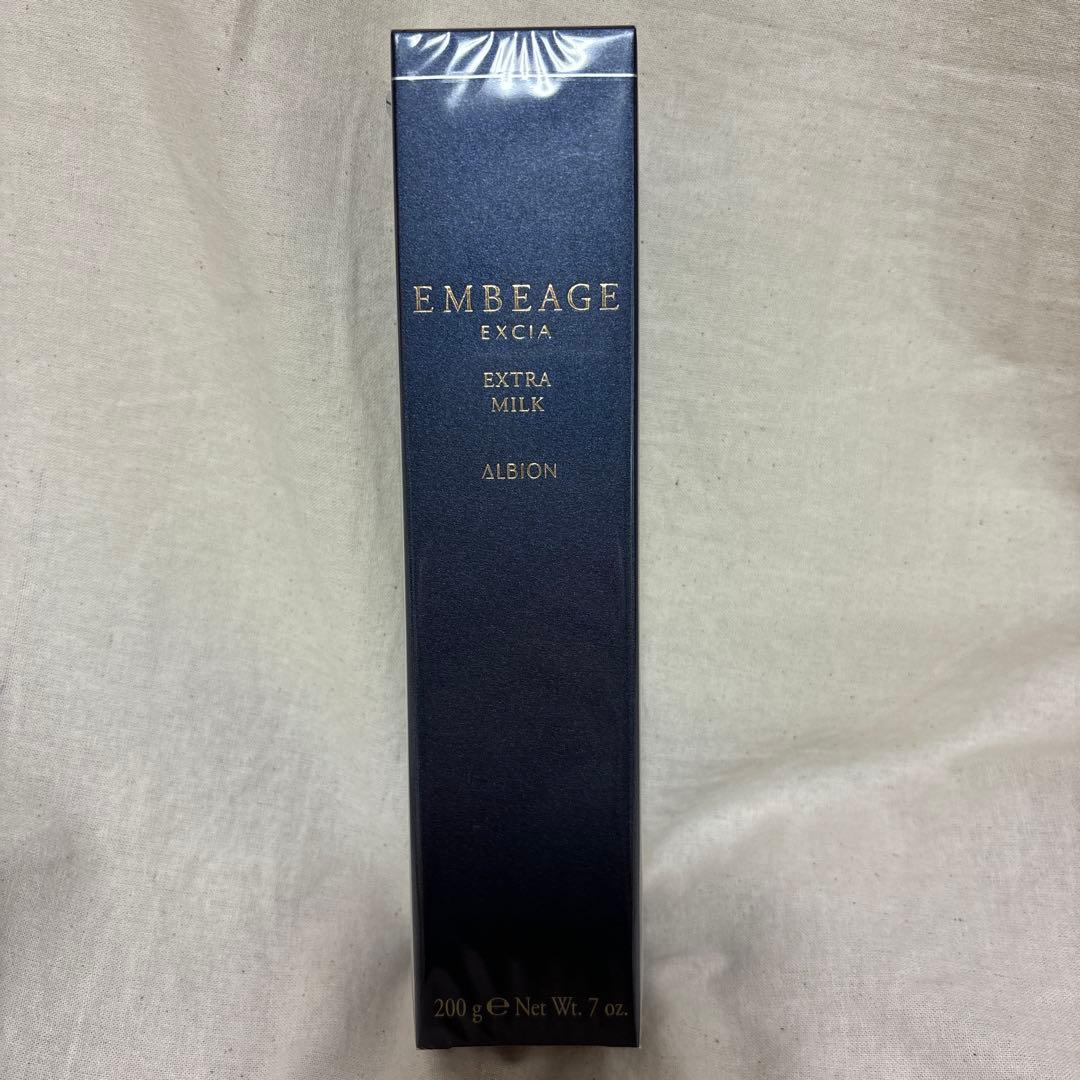 EMBEAGE
EXCIA
EXTRA
MILK
ALBION
200 g ℮ Net Wt. 7 oz.